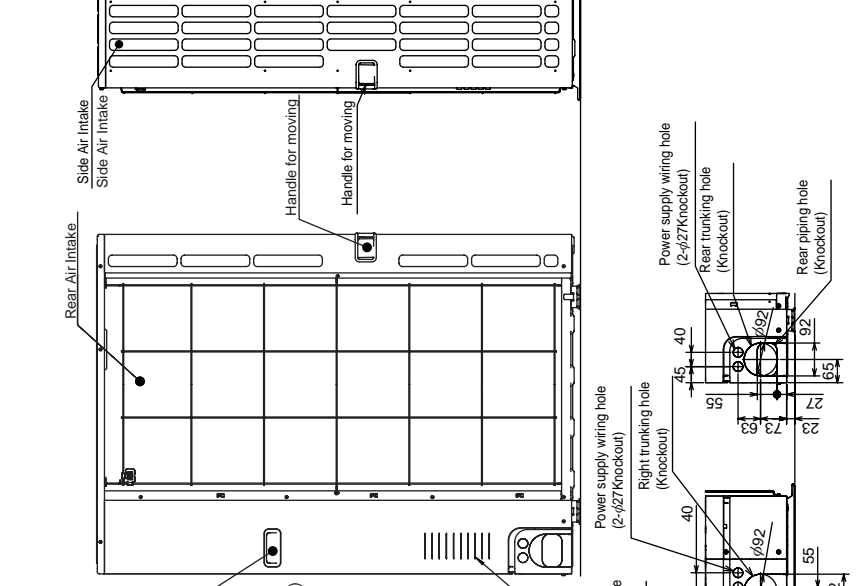 Side Air Intake
Side Air Intake
Rear Air Intake
Handle for moving
Handle for moving
Power supply wiring hole
(2-ϕ27Knockout)
Rear trunking hole
(Knockout)
Rear piping hole
(Knockout)
40
45
ϕ92
92
65
55
27
63
73
23
Power supply wiring hole
(2-ϕ27Knockout)
Right trunking hole
(Knockout)
40
ϕ92
55